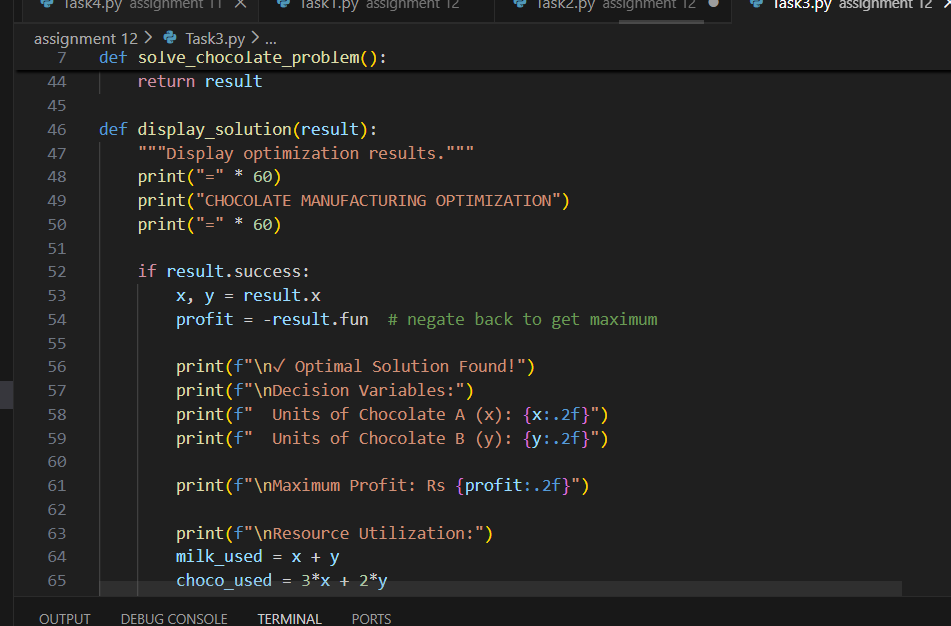 Task4.py assignment 11 Task1.py assignment 12 Task2.py assignment 12 Task3.py assignment 12
assignment 12 > Task3.py > ...
7 def solve_chocolate_problem():
44 return result
45
46 def display_solution(result):
47 """Display optimization results."""
48 print("=" * 60)
49 print("CHOCOLATE MANUFACTURING OPTIMIZATION")
50 print("=" * 60)
51
52 if result.success:
53 x, y = result.x
54 profit = -result.fun # negate back to get maximum
55
56 print(f"\n✓ Optimal Solution Found!")
57 print(f"\nDecision Variables:")
58 print(f"  Units of Chocolate A (x): {x:.2f}")
59 print(f"  Units of Chocolate B (y): {y:.2f}")
60
61 print(f"\nMaximum Profit: Rs {profit:.2f}")
62
63 print(f"\nResource Utilization:")
64 milk_used = x + y
65 choco_used = 3*x + 2*y
OUTPUT DEBUG CONSOLE TERMINAL PORTS